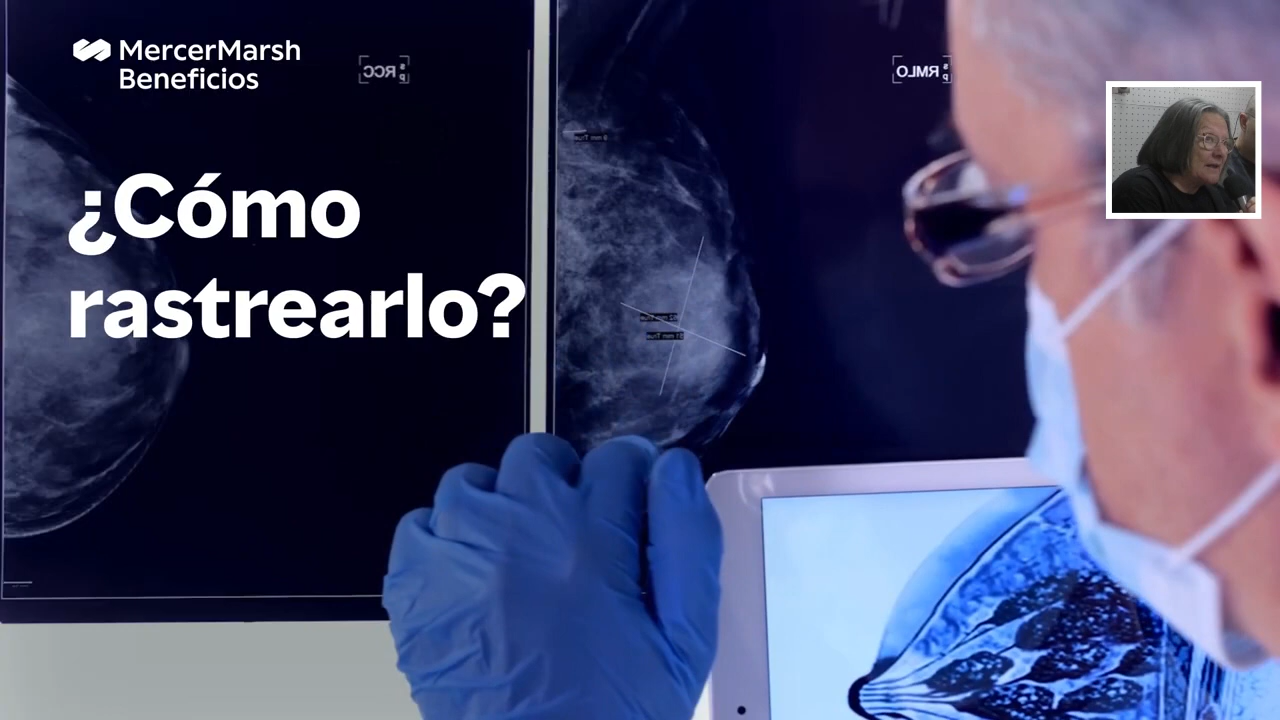 MercerMarsh
Beneficios
RCC
RMLO
¿Cómo
rastrearlo?